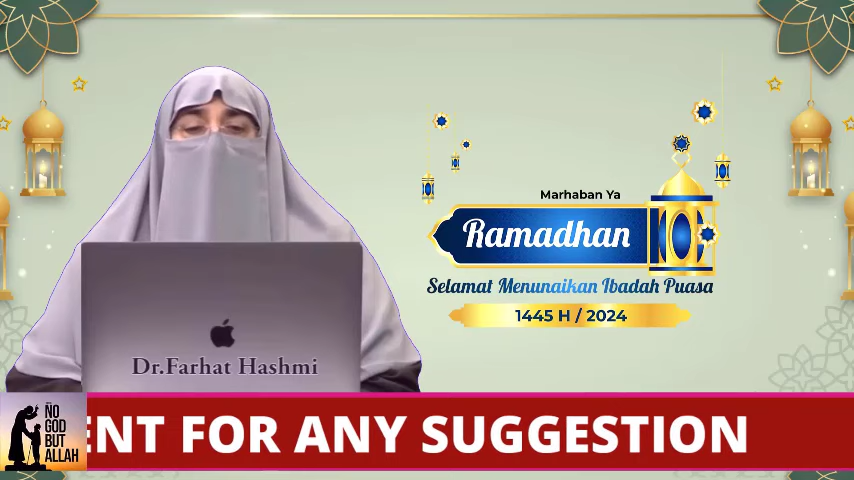 Marhaban Ya
Ramadhan
Selamat Menunaikan Ibadah Puasa
1445 H / 2024
Dr.Farhat Hashmi
NO
GOD
BUT
ALLAH
ENT FOR ANY SUGGESTION